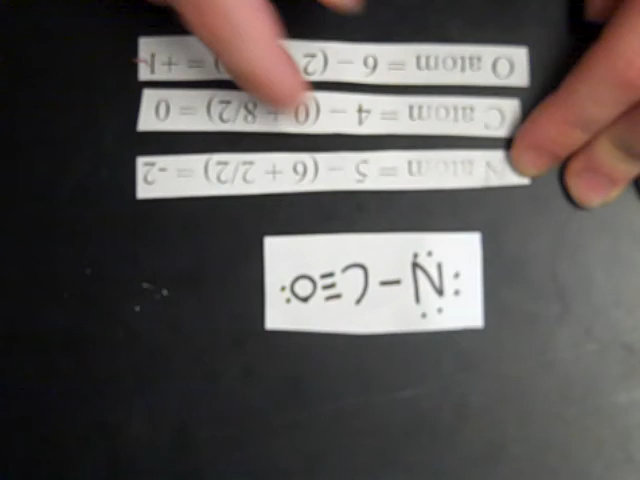 :N̈-C≡O:
N atom = 5 – (6 + 2/2) = -2
C atom = 4 – (0 + 8/2) = 0
O atom = 6 – (2 ) = +1